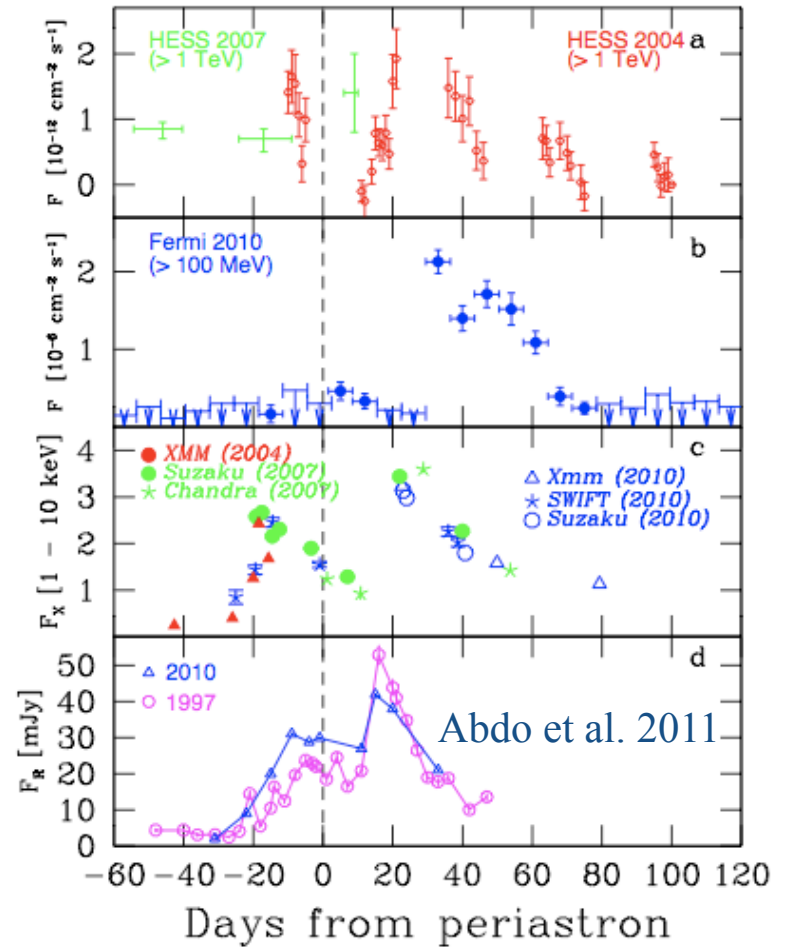 HESS 2007
(> 1 TeV)
HESS 2004
(> 1 TeV)
a
F [10⁻¹² cm⁻² s⁻¹]
2
1
0
Fermi 2010
(> 100 MeV)
b
F [10⁻⁶ cm⁻² s⁻¹]
2
1
XMM (2004)
Suzaku (2007)
Chandra (2007)
c
Xmm (2010)
SWIFT (2010)
Suzaku (2010)
F_X [1 - 10 keV]
4
3
2
1
2010
1997
d
Abdo et al. 2011
F_R [mJy]
50
40
30
20
10
0
-60 -40 -20 0 20 40 60 80 100 120
Days from periastron